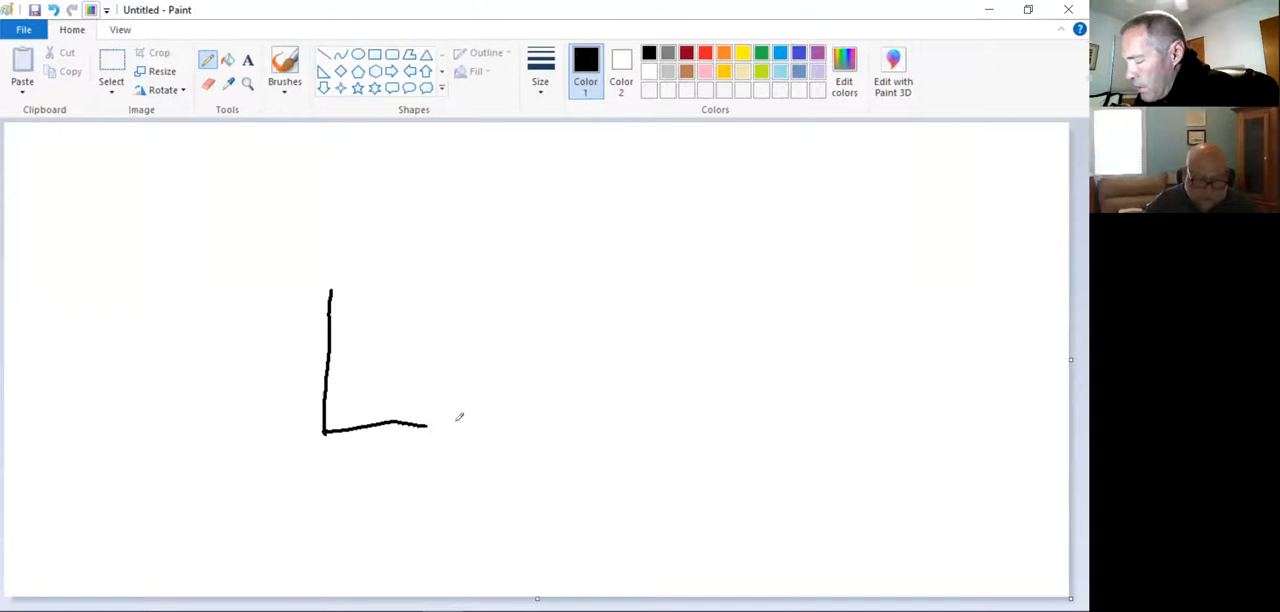 Untitled - Paint
File Home View
Paste
Cut
Copy
Clipboard
Select
Crop
Resize
Rotate
Image
A
Tools
Brushes
Outline
Fill
Shapes
Size
Color 1
Color 2
Edit colors
Colors
Edit with Paint 3D
?
L